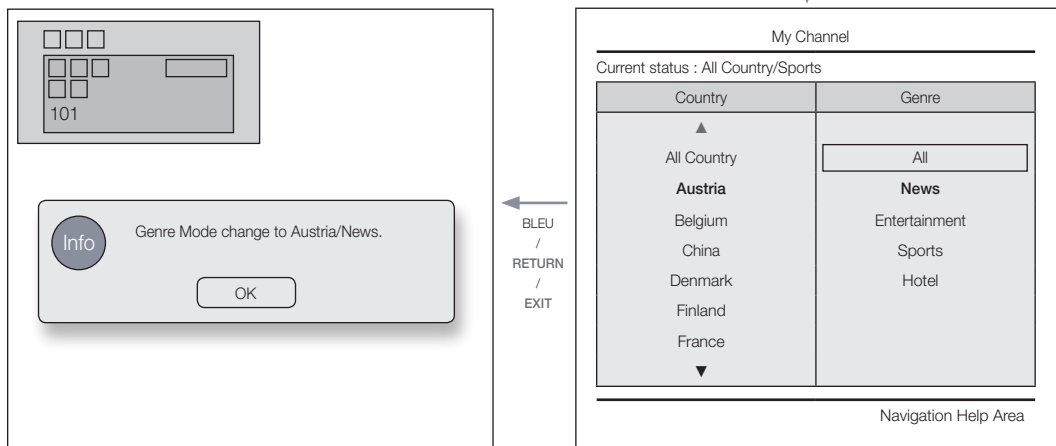 101
Info
Genre Mode change to Austria/News.
OK
BLEU
/
RETURN
/
EXIT
My Channel
Current status : All Country/Sports
Country Genre
▲
All Country All
Austria News
Belgium Entertainment
China Sports
Denmark Hotel
Finland
France
▼
Navigation Help Area